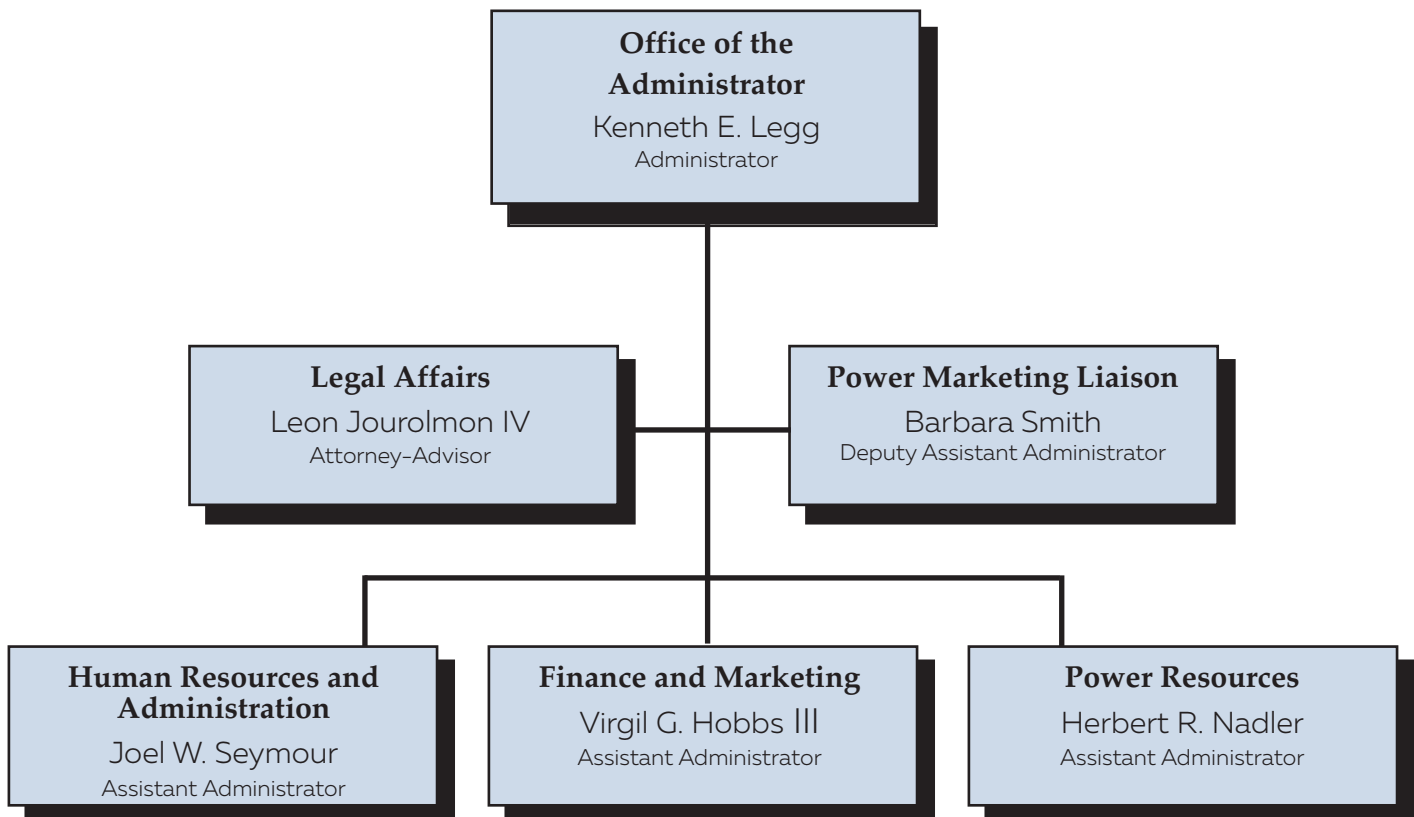 Office of the
Administrator
Kenneth E. Legg
Administrator
Legal Affairs
Leon Jourolmon IV
Attorney-Advisor
Power Marketing Liaison
Barbara Smith
Deputy Assistant Administrator
Human Resources and
Administration
Joel W. Seymour
Assistant Administrator
Finance and Marketing
Virgil G. Hobbs III
Assistant Administrator
Power Resources
Herbert R. Nadler
Assistant Administrator